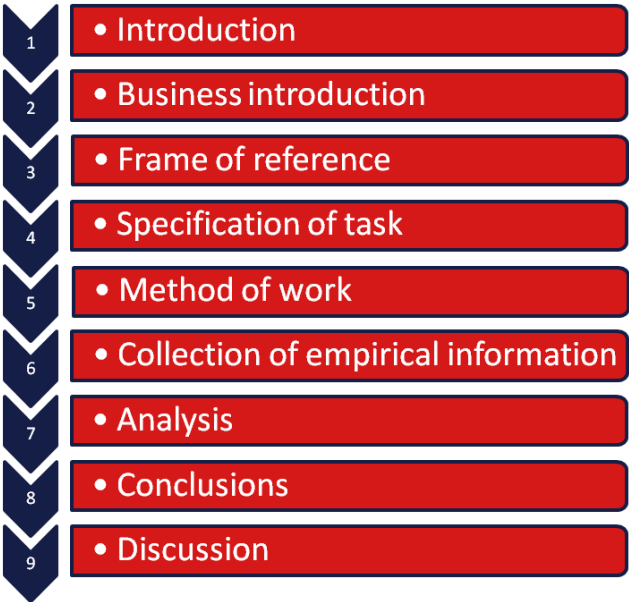 1
• Introduction
2
• Business introduction
3
• Frame of reference
4
• Specification of task
5
• Method of work
6
• Collection of empirical information
7
• Analysis
8
• Conclusions
9
• Discussion